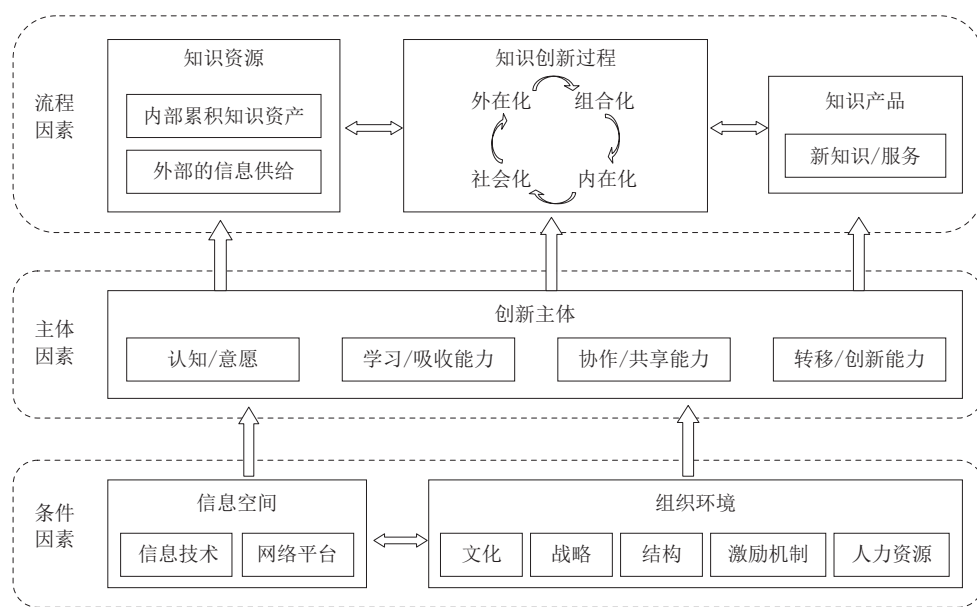 流程
因素
知识资源
内部累积知识资产
外部的信息供给
知识创新过程
外在化
组合化
社会化
内在化
知识产品
新知识/服务
主体
因素
创新主体
认知/意愿
学习/吸收能力
协作/共享能力
转移/创新能力
条件
因素
信息空间
信息技术
网络平台
组织环境
文化
战略
结构
激励机制
人力资源